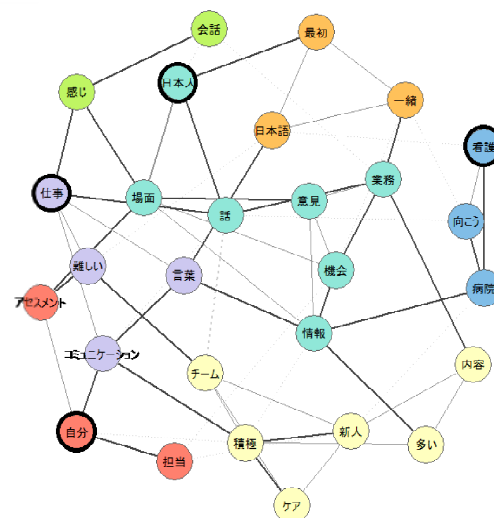 会話
最初
感じ
日本人
一緒
日本語
看護
仕事
場面
話
意見
業務
向こう
難しい
言葉
機会
病院
アセスメント
情報
コミュニケーション
チーム
内容
自分
積極
新人
多い
担当
ケア